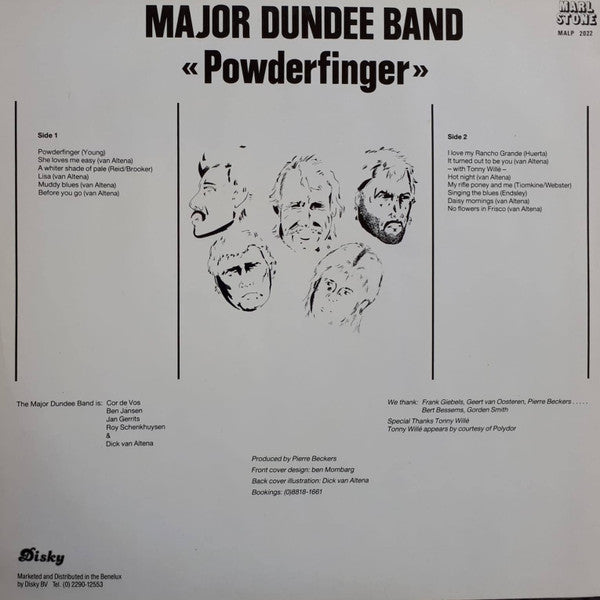 MAJOR DUNDEE BAND
«Powderfinger»
MARL
STONE
MALP 2022
Side 1
Powderfinger (Young)
She loves me easy (van Altena)
A whiter shade of pale (Reid/Brooker)
Lisa (van Altena)
Muddy blues (van Altena)
Before you go (van Altena)
Side 2
I love my Rancho Grande (Huerta)
It turned out to be you (van Altena)
– with Tonny Wille –
Hot night (van Altena)
My rifle poney and me (Tiomkine/Webster)
Singing the blues (Endsley)
Daisy mornings (van Altena)
No flowers in Frisco (van Altena)
The Major Dundee Band is: Cor de Vos
Ben Jansen
Jan Gerrits
Roy Schenkhuysen
&
Dick van Altena
We thank: Frank Giebels, Geert van Oosteren, Pierre Beckers . . . . .
Bert Bessems, Gorden Smith
Special Thanks Tonny Willé
Tonny Willé appears by courtesy of Polydor
Produced by Pierre Beckers
Front cover design: ben Mombarg
Back cover illustration: Dick van Altena
Bookings: (0)8818-1661
Disky
Marketed and Distributed in the Benelux
by Disky BV Tel. (0) 2290-12553